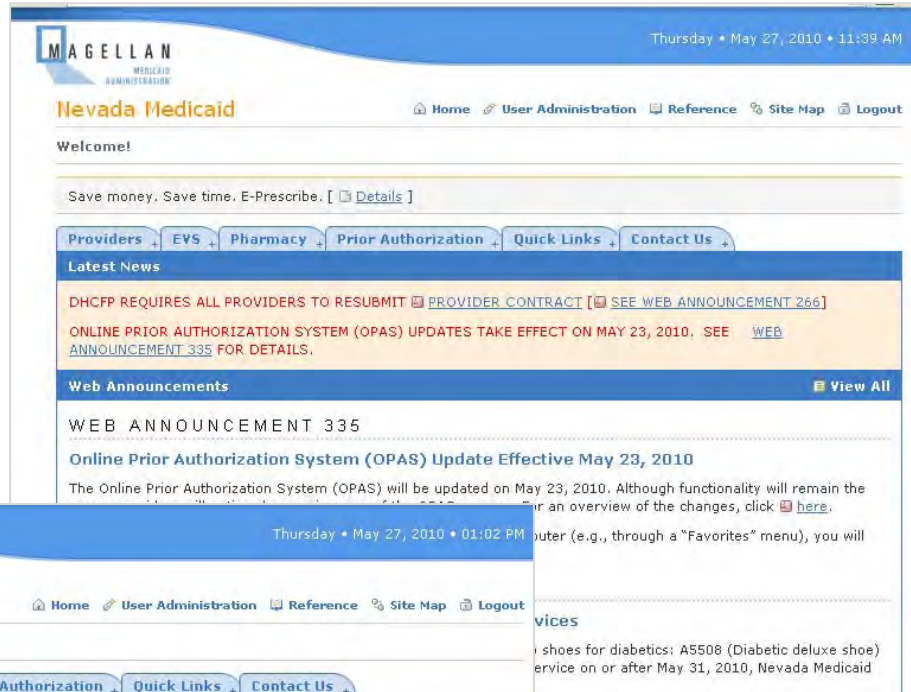 Thursday • May 27, 2010 • 11:39 AM
MAGELLAN
MEDICAID
ADMINISTRATION
Nevada Medicaid
Home User Administration Reference Site Map Logout
Welcome!
Save money. Save time. E-Prescribe. [ Details ]
Providers EVS Pharmacy Prior Authorization Quick Links Contact Us
Latest News
DHCFP REQUIRES ALL PROVIDERS TO RESUBMIT PROVIDER CONTRACT [ SEE WEB ANNOUNCEMENT 266]
ONLINE PRIOR AUTHORIZATION SYSTEM (OPAS) UPDATES TAKE EFFECT ON MAY 23, 2010. SEE WEB
ANNOUNCEMENT 335 FOR DETAILS.
Web Announcements View All
WEB ANNOUNCEMENT 335
Online Prior Authorization System (OPAS) Update Effective May 23, 2010
The Online Prior Authorization System (OPAS) will be updated on May 23, 2010. Although functionality will remain the
For an overview of the changes, click here.
puter (e.g., through a "Favorites" menu), you will
vices
shoes for diabetics: A5508 (Diabetic deluxe shoe)
ervice on or after May 31, 2010, Nevada Medicaid
Thursday • May 27, 2010 • 01:02 PM
Home User Administration Reference Site Map Logout
Authorization Quick Links Contact Us